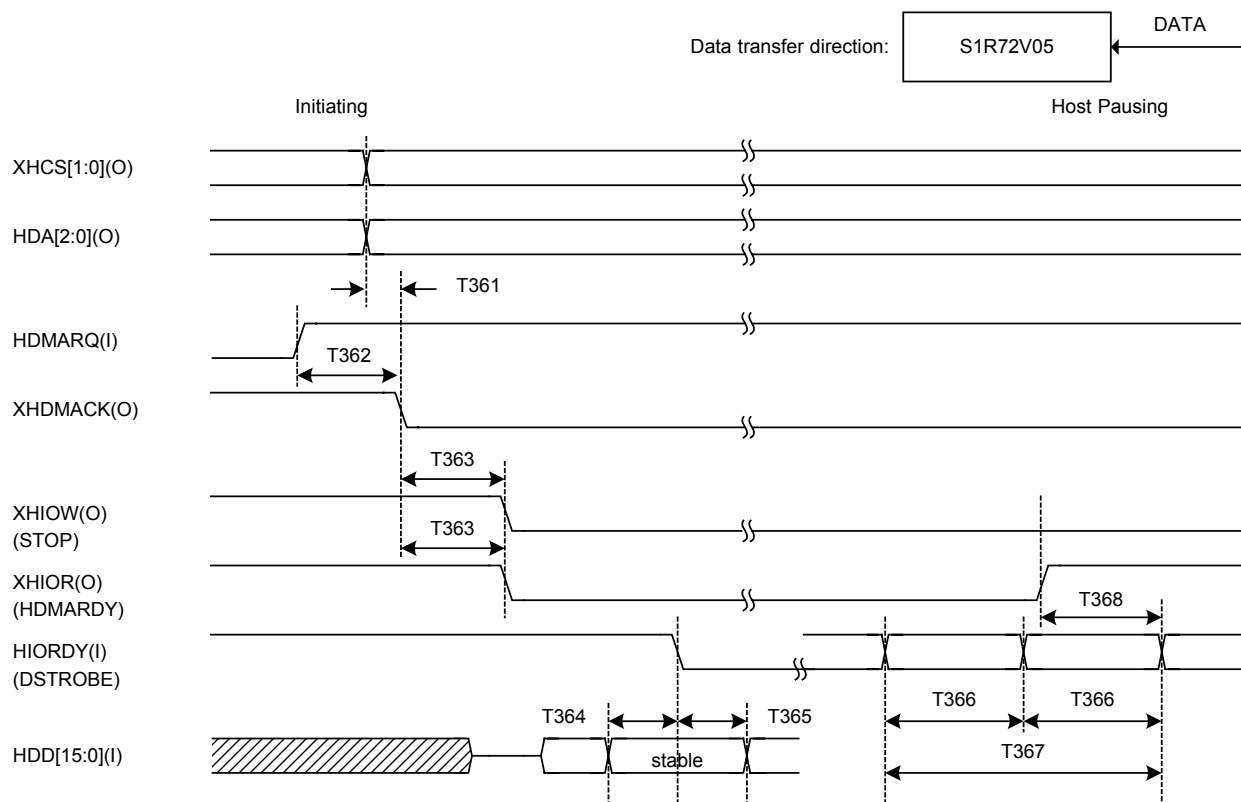 DATA
Data transfer direction:
S1R72V05
Initiating
Host Pausing
XHCS[1:0](O)
HDA[2:0](O)
T361
HDMARQ(I)
T362
XHDMACK(O)
T363
XHIOW(O)
(STOP)
T363
XHIOR(O)
(HDMARDY)
T368
HIORDY(I)
(DSTROBE)
T366
T366
T364
T365
HDD[15:0](I)
stable
T367